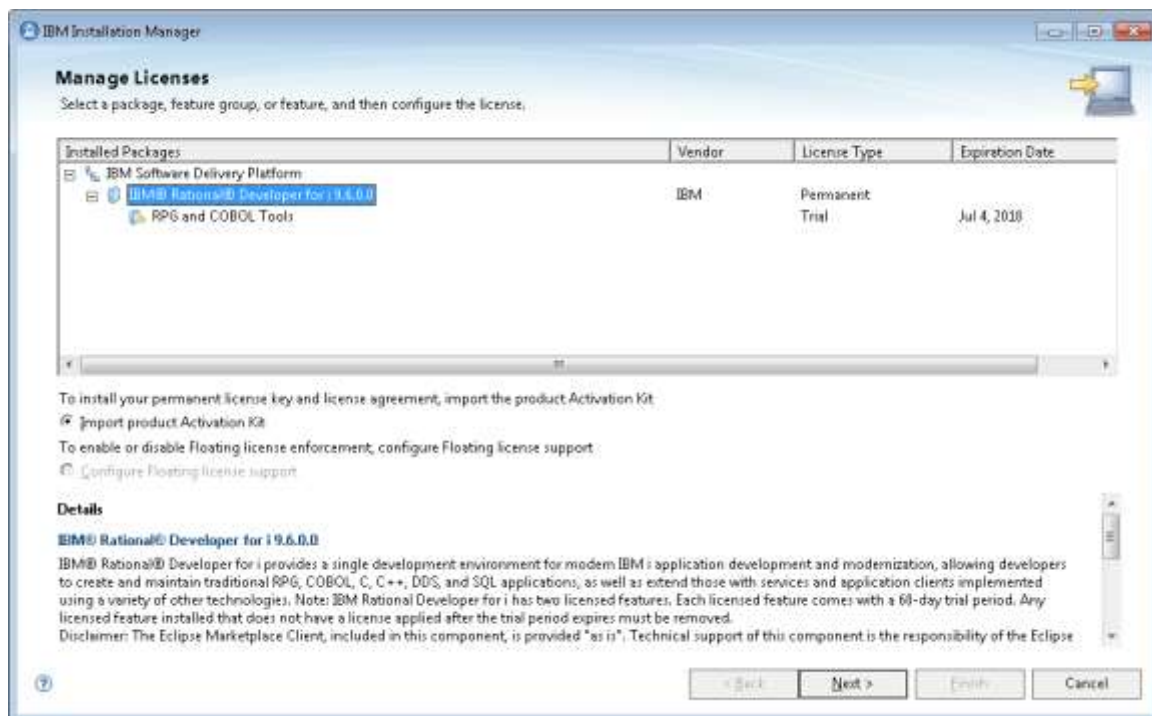 IBM Installation Manager
Manage Licenses
Select a package, feature group, or feature, and then configure the license.
Installed Packages Vendor License Type Expiration Date
IBM Software Delivery Platform
IBM® Rational® Developer for i 9.6.0.0 IBM Permanent
RPG and COBOL Tools Trial Jul 4, 2018
To install your permanent license key and license agreement, import the product Activation Kit
Import product Activation Kit
To enable or disable Floating license enforcement, configure Floating license support
Configure Floating license support
Details
IBM® Rational® Developer for i 9.6.0.0
IBM® Rational® Developer for i provides a single development environment for modern IBM i application development and modernization, allowing developers
to create and maintain traditional RPG, COBOL, C, C++, DDS, and SQL applications, as well as extend those with services and application clients implemented
using a variety of other technologies. Note: IBM Rational Developer for i has two licensed features. Each licensed feature comes with a 60-day trial period. Any
licensed feature installed that does not have a license applied after the trial period expires must be removed.
Disclaimer: The Eclipse Marketplace Client, included in this component, is provided "as is". Technical support of this component is the responsibility of the Eclipse
< Back Next > Finish Cancel